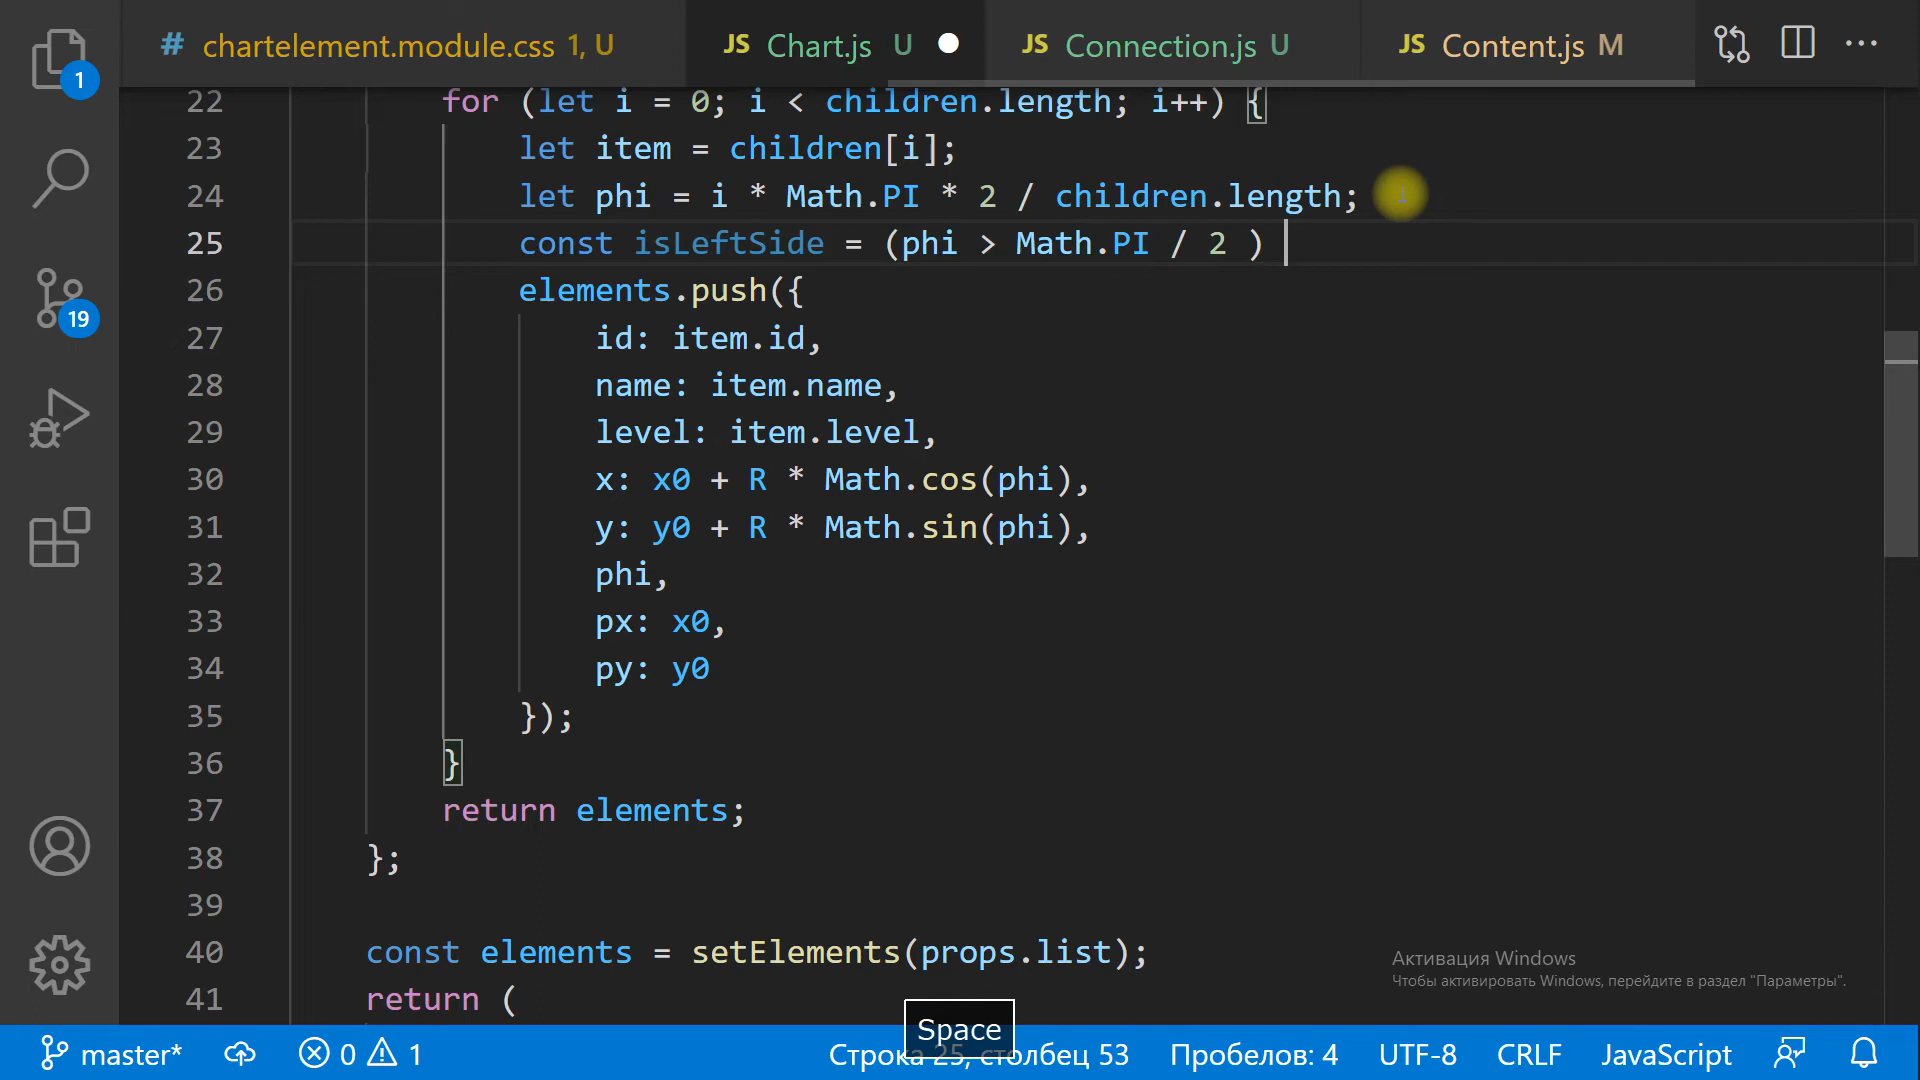 # chartelement.module.css 1, U JS Chart.js U JS Connection.js U JS Content.js M
1
22 for (let i = 0; i < children.length; i++) {
23 let item = children[i];
24 let phi = i * Math.PI * 2 / children.length;
25 const isLeftSide = (phi > Math.PI / 2 )
26 elements.push({
27 id: item.id,
28 name: item.name,
29 level: item.level,
30 x: x0 + R * Math.cos(phi),
31 y: y0 + R * Math.sin(phi),
32 phi,
33 px: x0,
34 py: y0
35 });
36 }
37 return elements;
38 };
39
40 const elements = setElements(props.list);
41 return (
19
Активация Windows
Чтобы активировать Windows, перейдите в раздел "Параметры".
Space
master* 0 1 Строка 25, столбец 53 Пробелов: 4 UTF-8 CRLF JavaScript